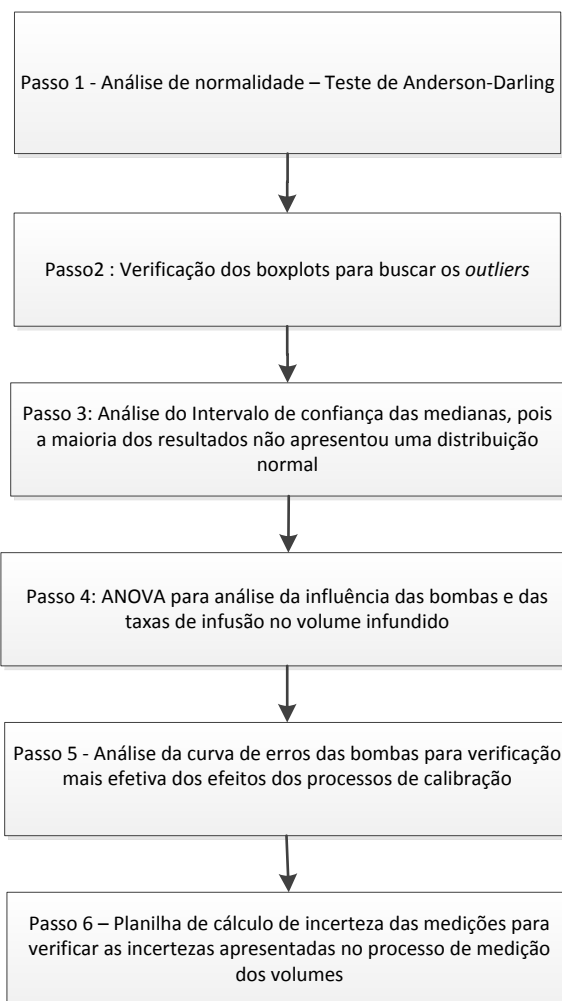 Passo 1 - Análise de normalidade – Teste de Anderson-Darling
Passo2 : Verificação dos boxplots para buscar os outliers
Passo 3: Análise do Intervalo de confiança das medianas, pois
a maioria dos resultados não apresentou uma distribuição
normal
Passo 4: ANOVA para análise da influência das bombas e das
taxas de infusão no volume infundido
Passo 5 - Análise da curva de erros das bombas para verificação
mais efetiva dos efeitos dos processos de calibração
Passo 6 – Planilha de cálculo de incerteza das medições para
verificar as incertezas apresentadas no processo de medição
dos volumes